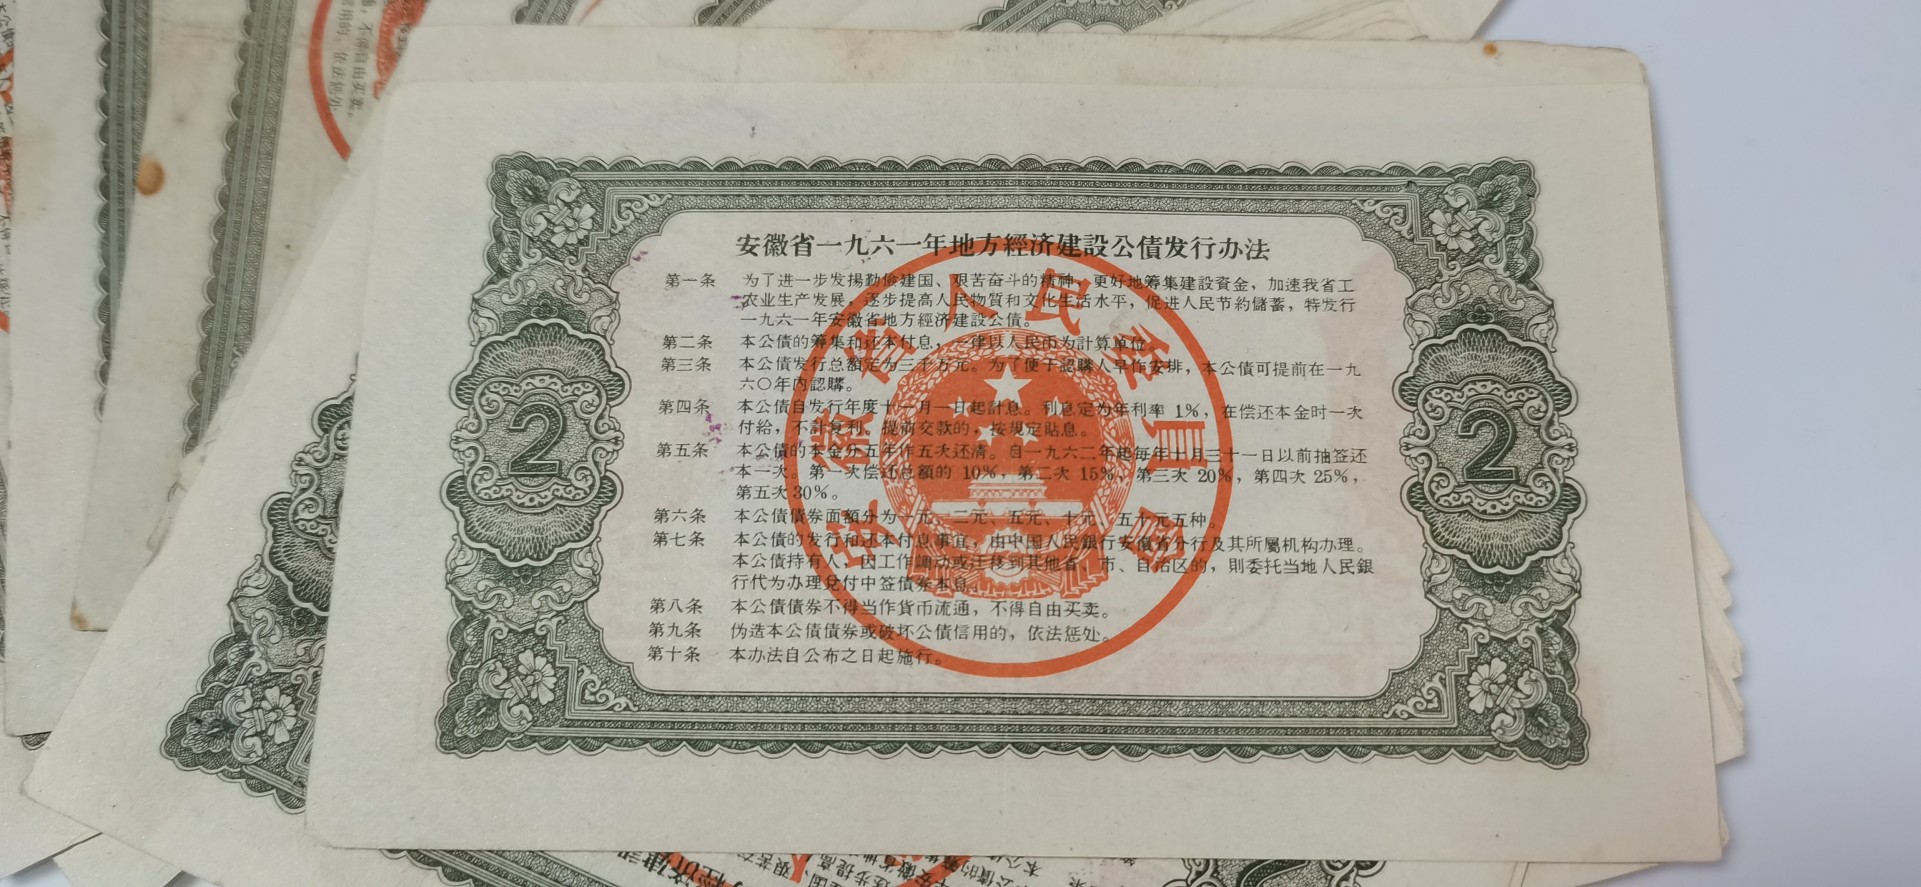 安徽省一九六一年地方經济建設公債发行办法
第一条 为了进一步发揚勤儉建国、艰苦奋斗的精神，更好地筹集建設資金，加速我省工
农业生产发展，逐步提高人民物質和文化生活水平，促进人民节約儲蓄，特发行
一九六一年安徽省地方經济建設公債。
第二条 本公債的筹集和还本付息，一律以人民币为計算单位。
第三条 本公債发行总額定为三千万元。为了便于認購人早作安排，本公債可提前在一九
六〇年內認購。
第四条 本公債自发行年度十一月一日起計息。利息定为年利率 1%，在偿还本金时一次
付給，不計复利。提前交款的，按規定貼息。
第五条 本公債的本金分五年作五次还清。自一九六二年起每年十月三十一日以前抽签还
本一次。第一次偿还总額的 10%，第二次 15%，第三次 20%，第四次 25%，
第五次 30%。
第六条 本公債債券面額分为一元、二元、五元、十元、五十元五种。
第七条 本公債的发行和还本付息事宜，由中国人民銀行安徽省分行及其所屬机构办理。
本公債持有人，因工作調动或迁移到其他省、市、自治区的，則委托当地人民銀
行代为办理兌付中签債券本息。
第八条 本公債債券不得当作貨币流通，不得自由买卖。
第九条 伪造本公債債券或破坏公債信用的，依法惩处。
第十条 本办法自公布之日起施行。
2
2
安徽省人民委員會
不得自由买卖。
依法惩处